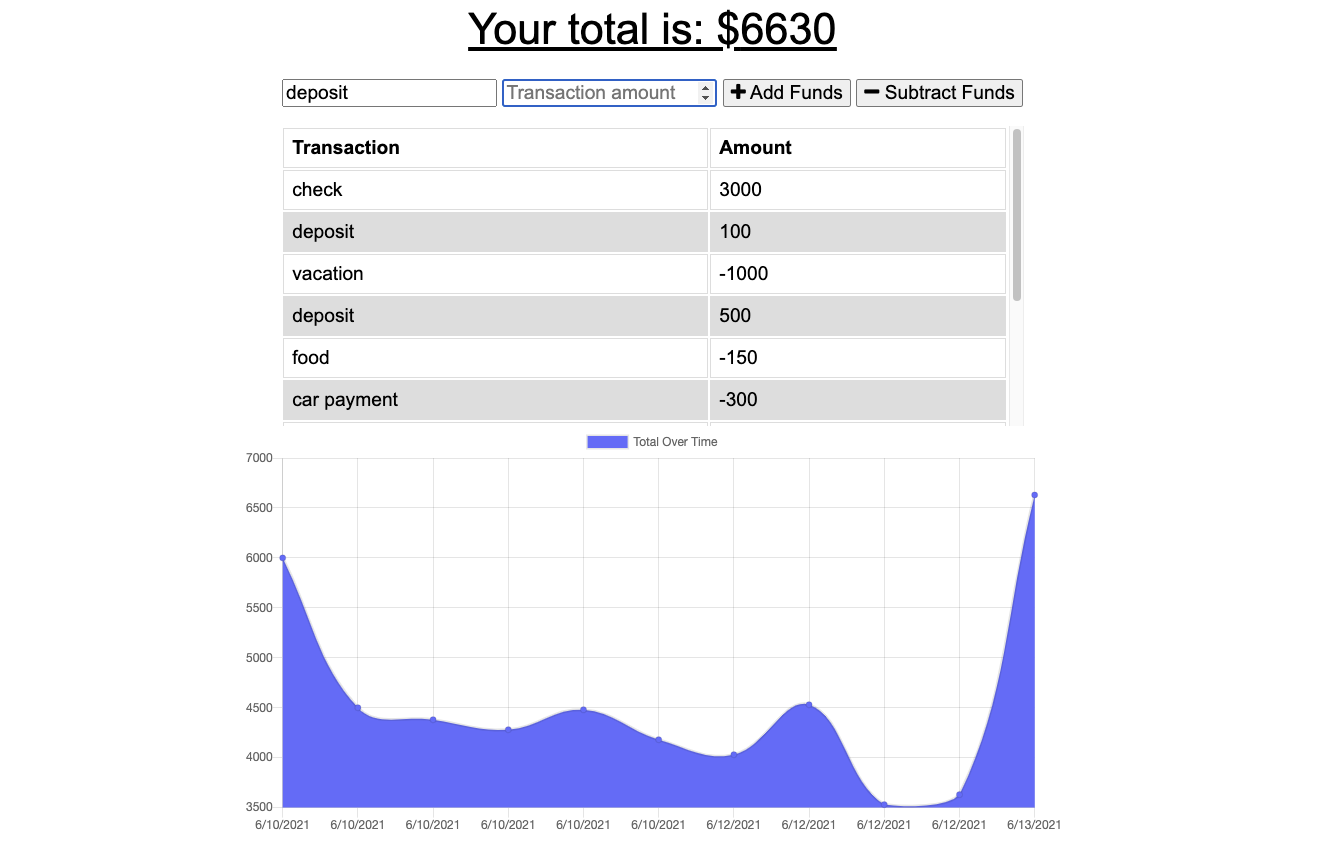 Your total is: $6630
deposit Transaction amount Add Funds Subtract Funds
Transaction Amount
check 3000
deposit 100
vacation -1000
deposit 500
food -150
car payment -300
Total Over Time
7000
6500
6000
5500
5000
4500
4000
3500
6/10/2021 6/10/2021 6/10/2021 6/10/2021 6/10/2021 6/10/2021 6/12/2021 6/12/2021 6/12/2021 6/12/2021 6/13/2021